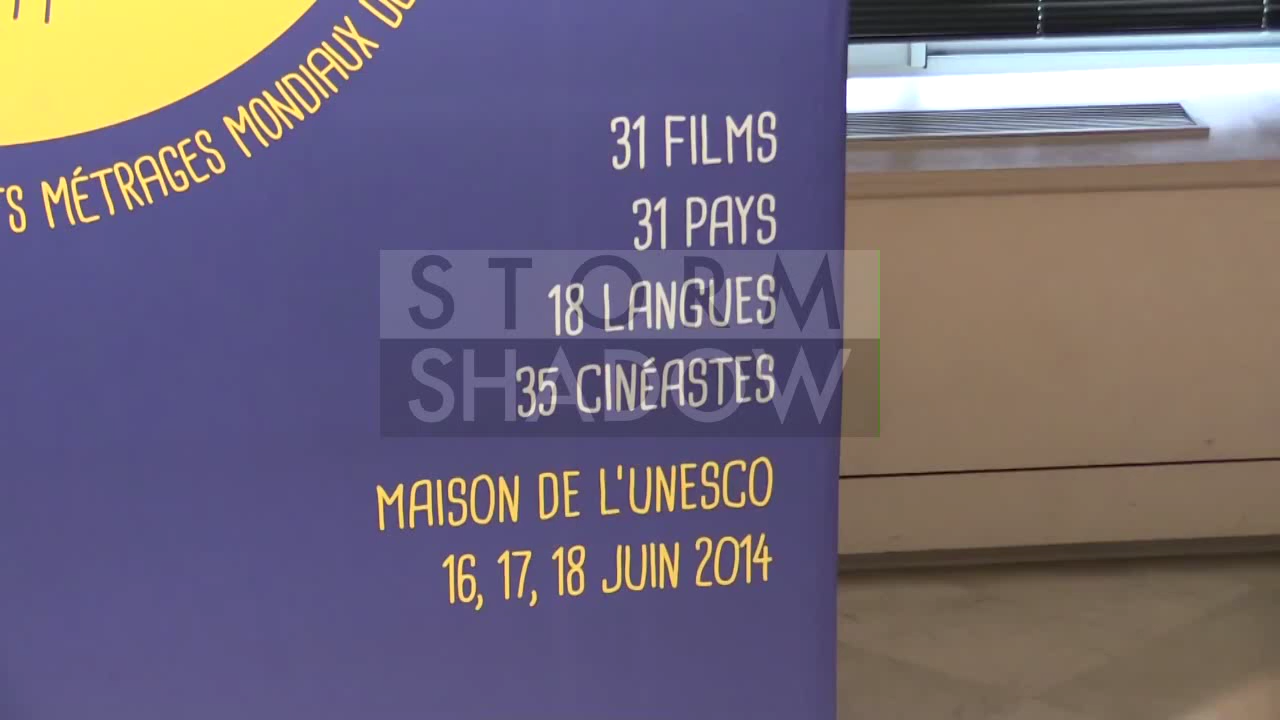 MÉTRAGES MONDIAUX
31 FILMS
31 PAYS
18 LANGUES
35 CINÉASTES
MAISON DE L'UNESCO
16, 17, 18 JUIN 2014
STORM
SHADOW